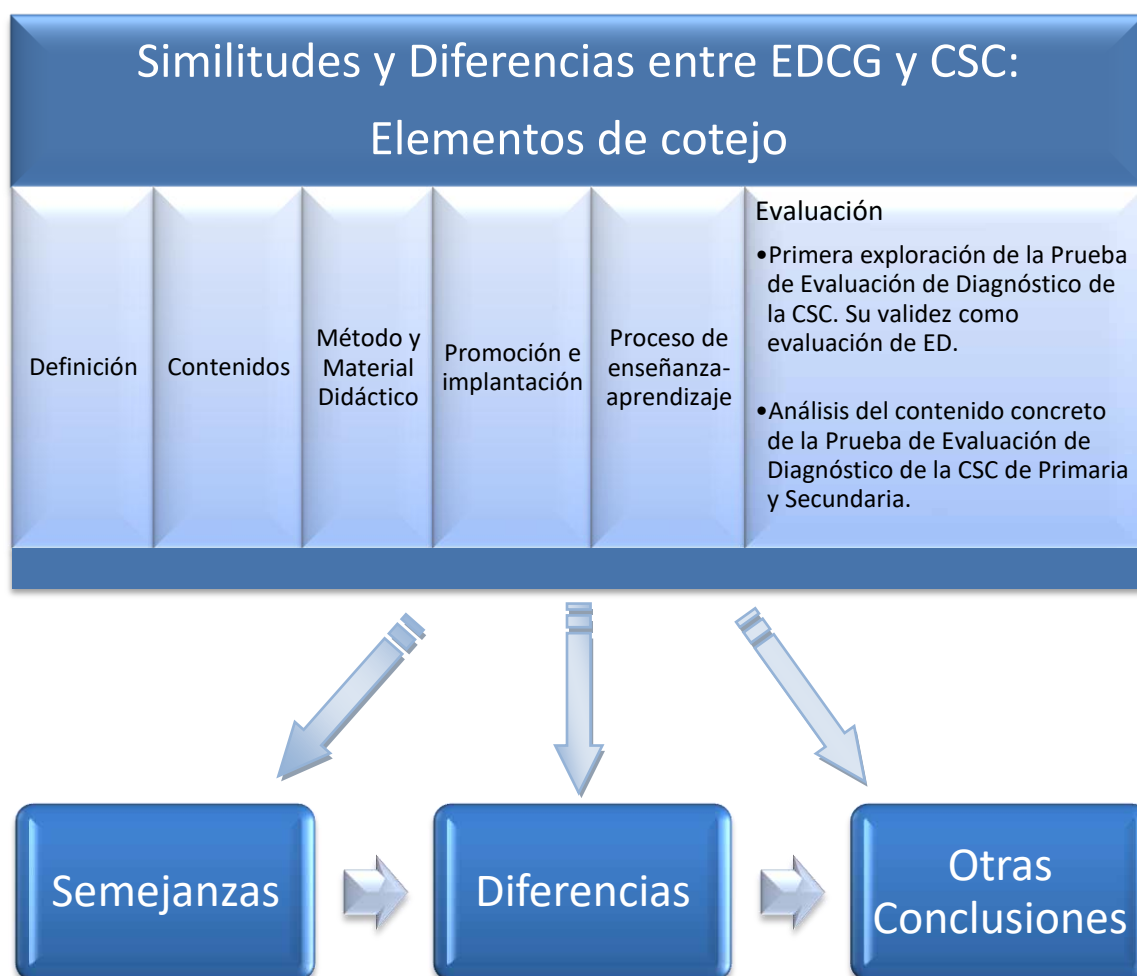 Similitudes y Diferencias entre EDCG y CSC:
Elementos de cotejo
Definición
Contenidos
Método y
Material
Didáctico
Promoción e
implantación
Proceso de
enseñanza-
aprendizaje
Evaluación
•Primera exploración de la Prueba
de Evaluación de Diagnóstico de
la CSC. Su validez como
evaluación de ED.
•Análisis del contenido concreto
de la Prueba de Evaluación de
Diagnóstico de la CSC de Primaria
y Secundaria.
Semejanzas
Diferencias
Otras
Conclusiones